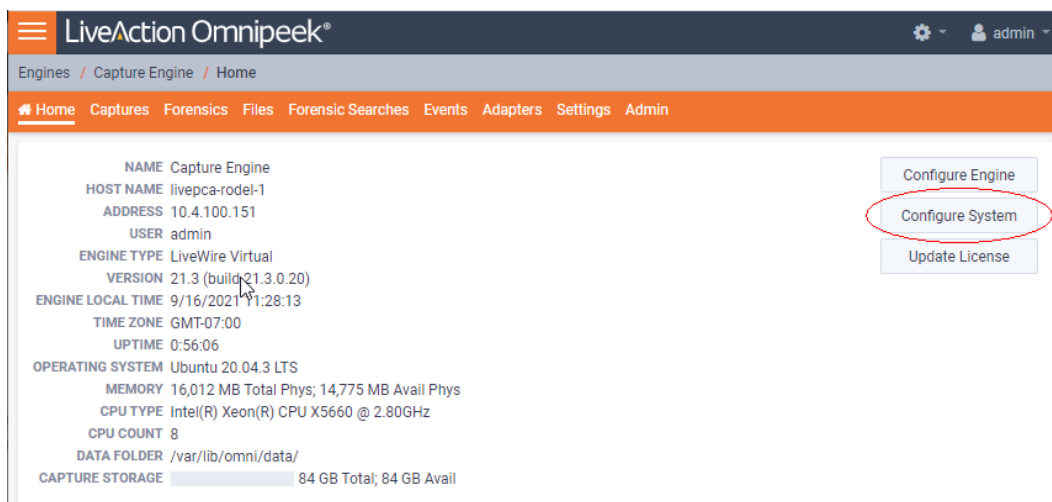 LiveAction Omnipeek®
admin
Engines / Capture Engine / Home
Home Captures Forensics Files Forensic Searches Events Adapters Settings Admin
NAME Capture Engine
HOST NAME livepca-rodel-1
ADDRESS 10.4.100.151
USER admin
ENGINE TYPE LiveWire Virtual
VERSION 21.3 (build 21.3.0.20)
ENGINE LOCAL TIME 9/16/2021 11:28:13
TIME ZONE GMT-07:00
UPTIME 0:56:06
OPERATING SYSTEM Ubuntu 20.04.3 LTS
MEMORY 16,012 MB Total Phys; 14,775 MB Avail Phys
CPU TYPE Intel(R) Xeon(R) CPU X5660 @ 2.80GHz
CPU COUNT 8
DATA FOLDER /var/lib/omni/data/
CAPTURE STORAGE 84 GB Total; 84 GB Avail
Configure Engine
Configure System
Update License